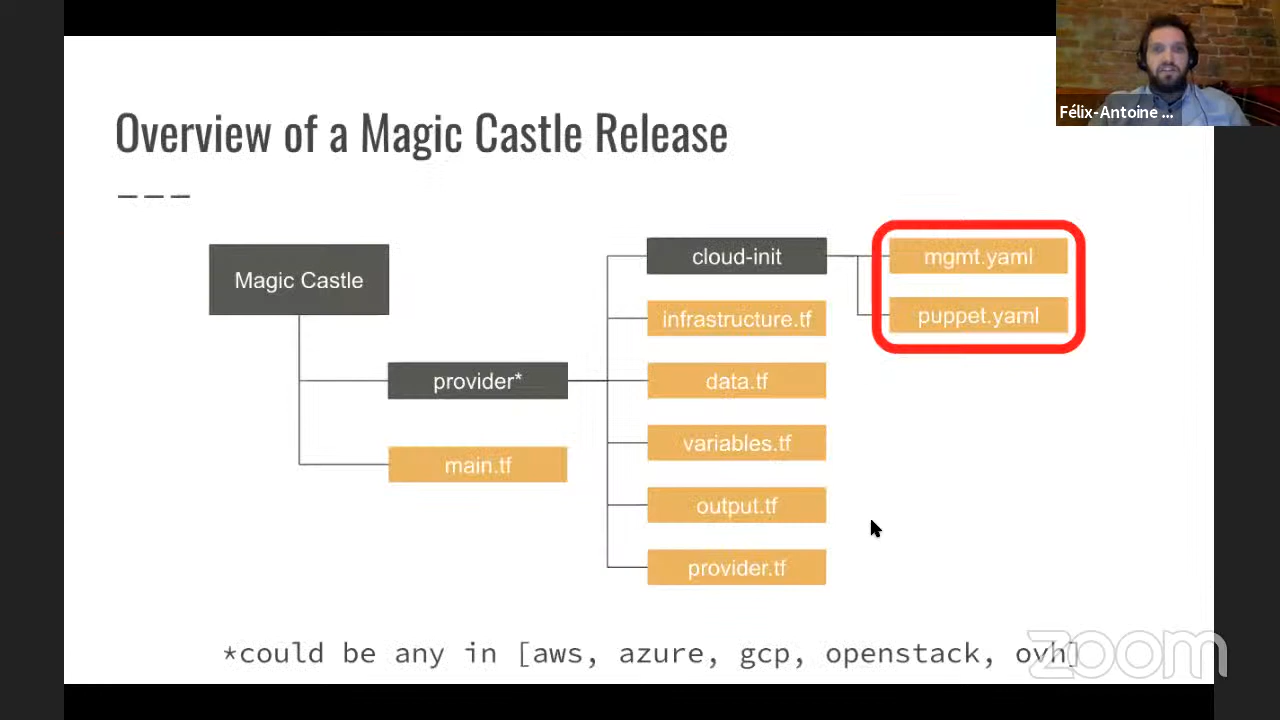 Félix-Antoine ...
Overview of a Magic Castle Release
Magic Castle
provider*
main.tf
cloud-init
infrastructure.tf
data.tf
variables.tf
output.tf
provider.tf
mgmt.yaml
puppet.yaml
*could be any in [aws, azure, gcp, openstack, ovh]
zoom